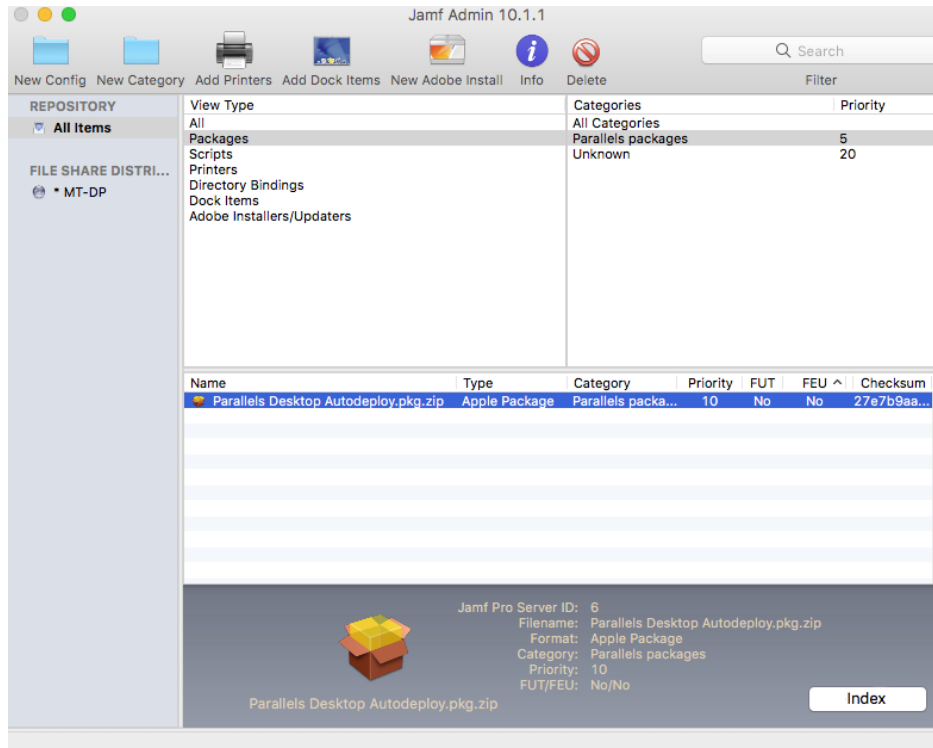 Jamf Admin 10.1.1
New Config New Category Add Printers Add Dock Items New Adobe Install Info Delete Search
Filter
REPOSITORY
All Items
FILE SHARE DISTRI...
* MT-DP
View Type
All
Packages
Scripts
Printers
Directory Bindings
Dock Items
Adobe Installers/Updaters
Categories Priority
All Categories
Parallels packages 5
Unknown 20
Name Type Category Priority FUT FEU Checksum
Parallels Desktop Autodeploy.pkg.zip Apple Package Parallels packa... 10 No No 27e7b9aa...
Jamf Pro Server ID: 6
Filename: Parallels Desktop Autodeploy.pkg.zip
Format: Apple Package
Category: Parallels packages
Priority: 10
FUT/FEU: No/No
Parallels Desktop Autodeploy.pkg.zip
Index